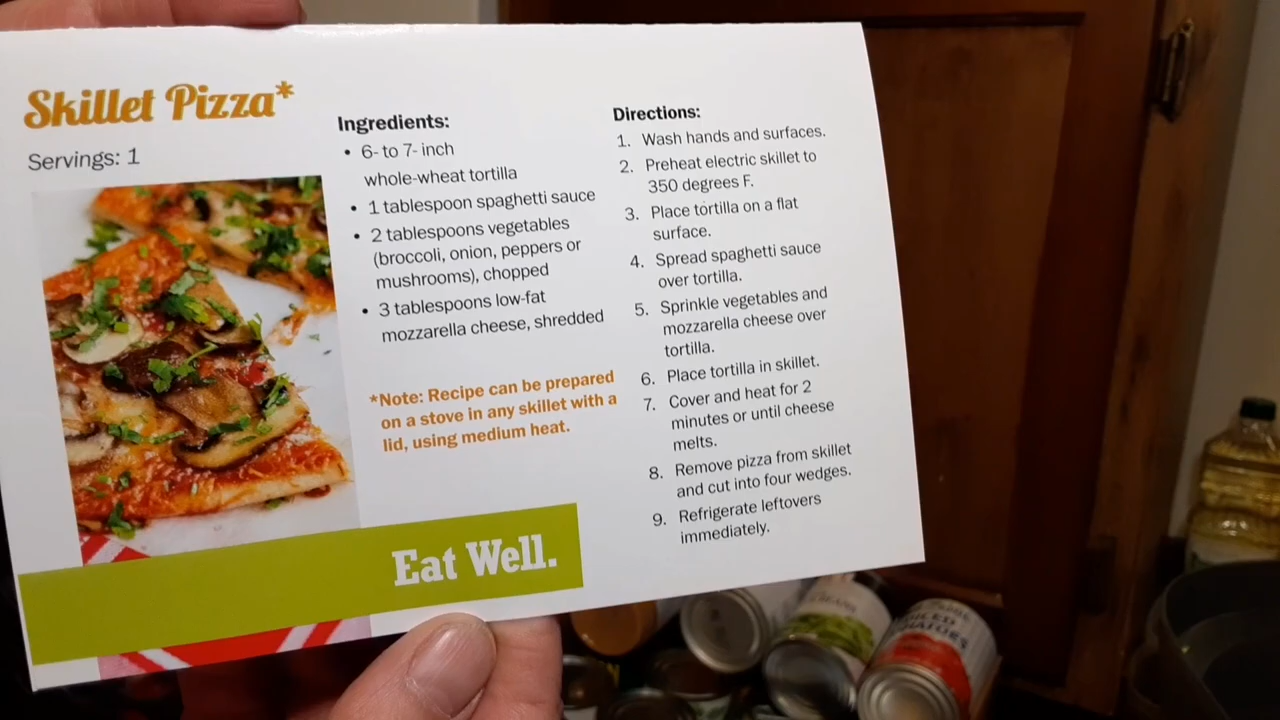 Skillet Pizza*
Servings: 1
Ingredients:
• 6- to 7- inch
whole-wheat tortilla
• 1 tablespoon spaghetti sauce
• 2 tablespoons vegetables
(broccoli, onion, peppers or
mushrooms), chopped
• 3 tablespoons low-fat
mozzarella cheese, shredded
*Note: Recipe can be prepared
on a stove in any skillet with a
lid, using medium heat.
Eat Well.
Directions:
1. Wash hands and surfaces.
2. Preheat electric skillet to
350 degrees F.
3. Place tortilla on a flat
surface.
4. Spread spaghetti sauce
over tortilla.
5. Sprinkle vegetables and
mozzarella cheese over
tortilla.
6. Place tortilla in skillet.
7. Cover and heat for 2
minutes or until cheese
melts.
8. Remove pizza from skillet
and cut into four wedges.
9. Refrigerate leftovers
immediately.